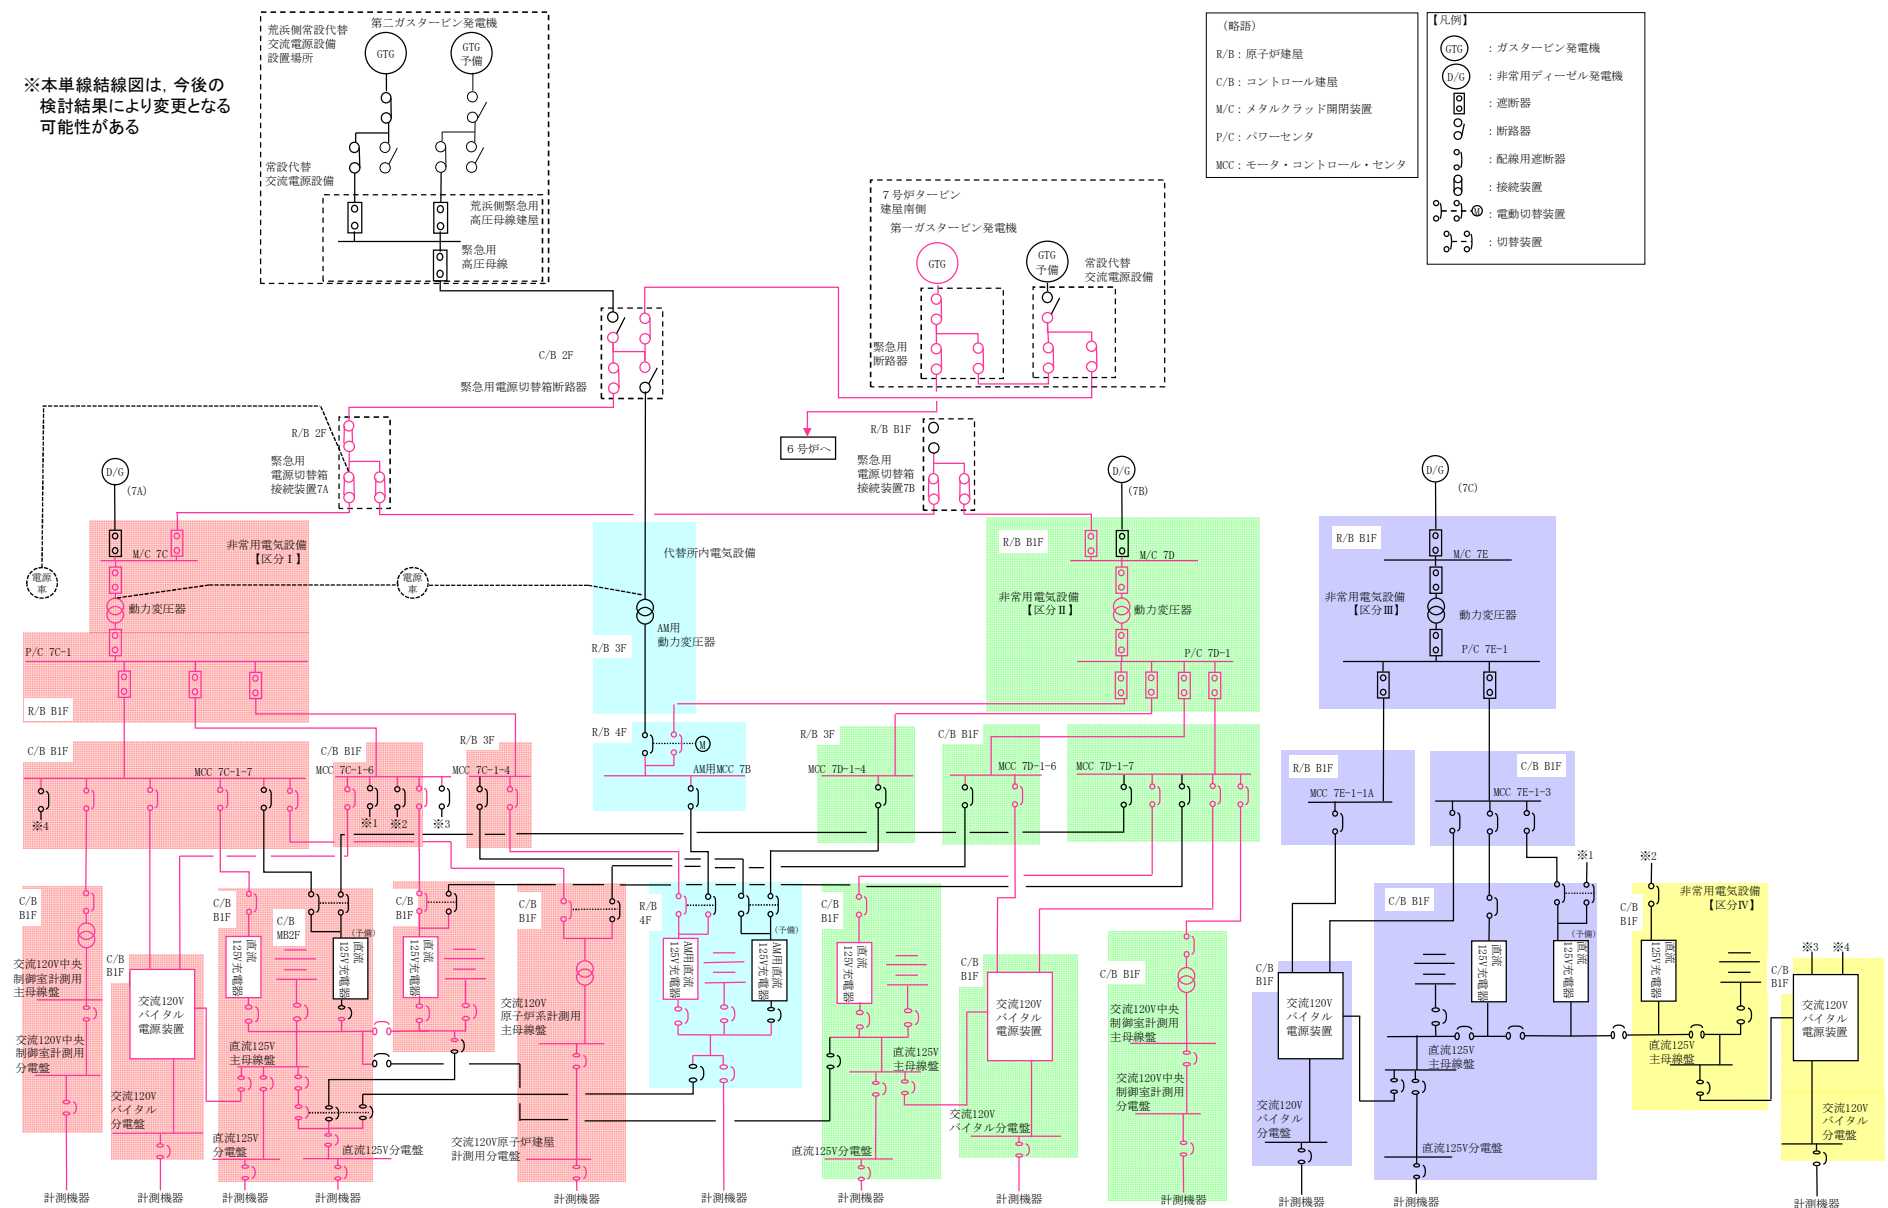 ※本単線結線図は，今後の
検討結果により変更となる
可能性がある
荒浜側常設代替
交流電源設備
設置場所
第二ガスタービン発電機
GTG
GTG
予備
常設代替
交流電源設備
荒浜側緊急用
高圧母線建屋
緊急用
高圧母線
（略語）
R/B：原子炉建屋
C/B：コントロール建屋
M/C：メタルクラッド開閉装置
P/C：パワーセンタ
MCC：モータ・コントロール・センタ
【凡例】
GTG
：ガスタービン発電機
D/G
：非常用ディーゼル発電機
：遮断器
：断路器
：配線用遮断器
：接続装置
M
：電動切替装置
：切替装置
７号炉タービン
建屋南側
第一ガスタービン発電機
GTG
GTG
予備
常設代替
交流電源設備
緊急用
断路器
C/B 2F
緊急用電源切替箱断路器
R/B 2F
緊急用
電源切替箱
接続装置7A
６号炉へ
R/B B1F
緊急用
電源切替箱
接続装置7B
D/G
(7A)
D/G
(7B)
D/G
(7C)
M/C 7C
非常用電気設備
【区分Ⅰ】
電源
車
動力変圧器
電源
車
代替所内電気設備
AM用
動力変圧器
R/B 3F
R/B B1F
M/C 7D
非常用電気設備
【区分Ⅱ】
動力変圧器
P/C 7D-1
R/B B1F
M/C 7E
非常用電気設備
【区分Ⅲ】
動力変圧器
P/C 7E-1
P/C 7C-1
R/B B1F
C/B B1F
MCC 7C-1-7
※4
C/B B1F
MCC 7C-1-6
※1
※2
※3
R/B 3F
MCC 7C-1-4
R/B 4F
M
AM用MCC 7B
R/B 3F
MCC 7D-1-4
C/B B1F
MCC 7D-1-6
MCC 7D-1-7
R/B B1F
MCC 7E-1-1A
C/B B1F
MCC 7E-1-3
※1
※2
C/B
B1F
交流120V中央
制御室計測用
主母線盤
交流120V中央
制御室計測用
分電盤
計測機器
C/B
B1F
交流120V
バイタル
電源装置
交流120V
バイタル
分電盤
計測機器
C/B
B1F
直流
125V充電器
C/B
MB2F
(予備)
直流
125V充電器
直流125V
主母線盤
直流125V
分電盤
計測機器
直流125V分電盤
計測機器
C/B
B1F
直流
125V充電器
C/B
B1F
交流120V
原子炉系計測用
主母線盤
交流120V原子炉建屋
計測用分電盤
計測機器
R/B
4F
AM用直流
125V充電器
(予備)
AM用直流
125V充電器
計測機器
C/B
B1F
直流
125V充電器
直流125V
主母線盤
直流125V分電盤
計測機器
C/B
B1F
交流120V
バイタル
電源装置
交流120V
バイタル分電盤
計測機器
C/B B1F
交流120V中央
制御室計測用
主母線盤
交流120V中央
制御室計測用
分電盤
計測機器
C/B
B1F
交流120V
バイタル
電源装置
交流120V
バイタル
分電盤
計測機器
C/B B1F
直流
125V充電器
(予備)
直流
125V充電器
直流125V
主母線盤
直流125V分電盤
計測機器
C/B
B1F
非常用電気設備
【区分Ⅳ】
直流
125V充電器
直流125V
主母線盤
※3
※4
C/B
B1F
交流120V
バイタル
電源装置
交流120V
バイタル
分電盤
計測機器